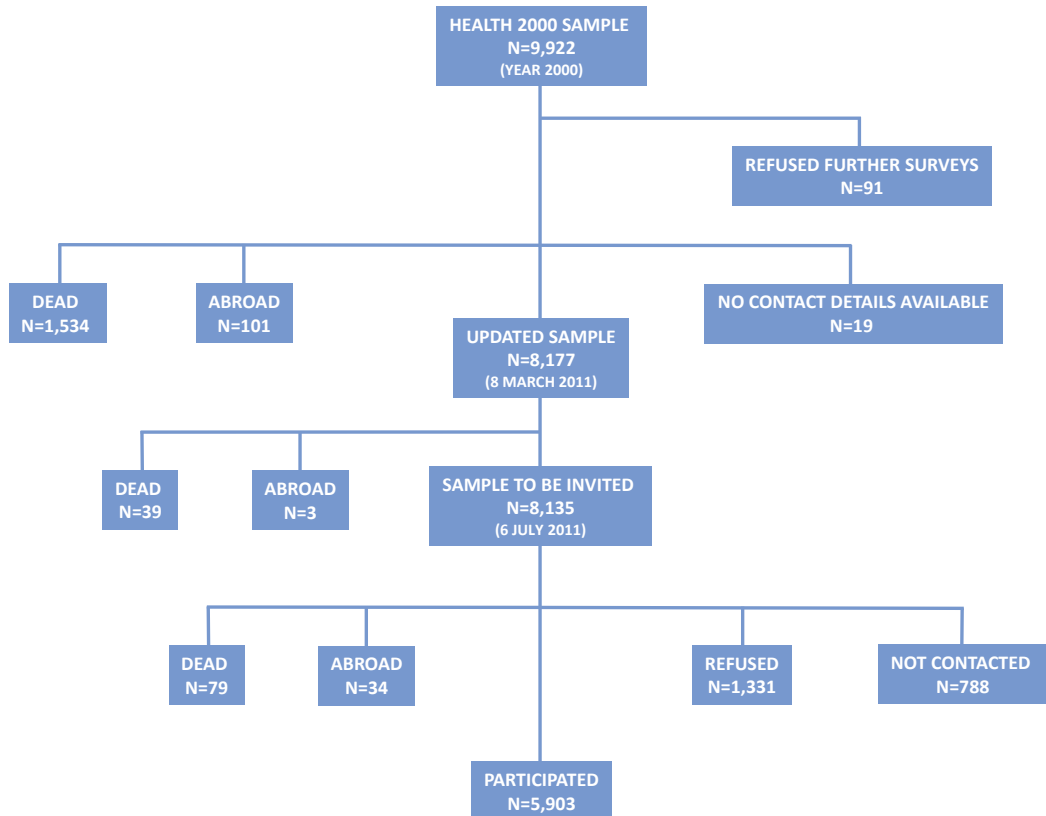 HEALTH 2000 SAMPLE
N=9,922
(YEAR 2000)
REFUSED FURTHER SURVEYS
N=91
DEAD
N=1,534
ABROAD
N=101
NO CONTACT DETAILS AVAILABLE
N=19
UPDATED SAMPLE
N=8,177
(8 MARCH 2011)
DEAD
N=39
ABROAD
N=3
SAMPLE TO BE INVITED
N=8,135
(6 JULY 2011)
DEAD
N=79
ABROAD
N=34
REFUSED
N=1,331
NOT CONTACTED
N=788
PARTICIPATED
N=5,903